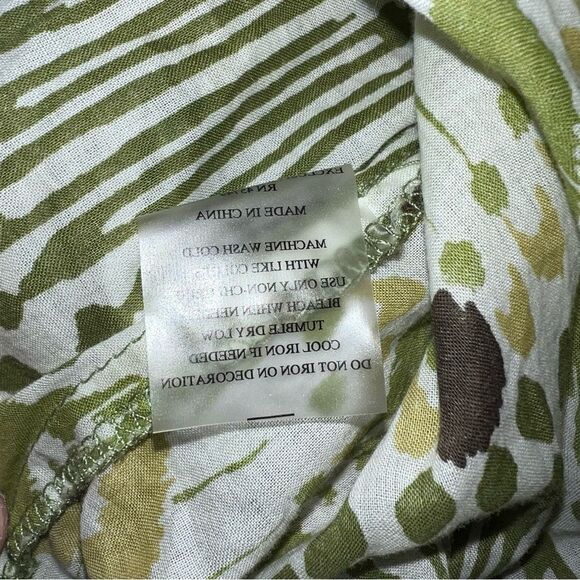 MADE IN CHINA
MACHINE WASH COLD
WITH LIKE
USE ONLY NON-
BLEACH WHEN
TUMBLE DRY LOW
COOL IRON IF NEEDED
DO NOT IRON ON DECORATION